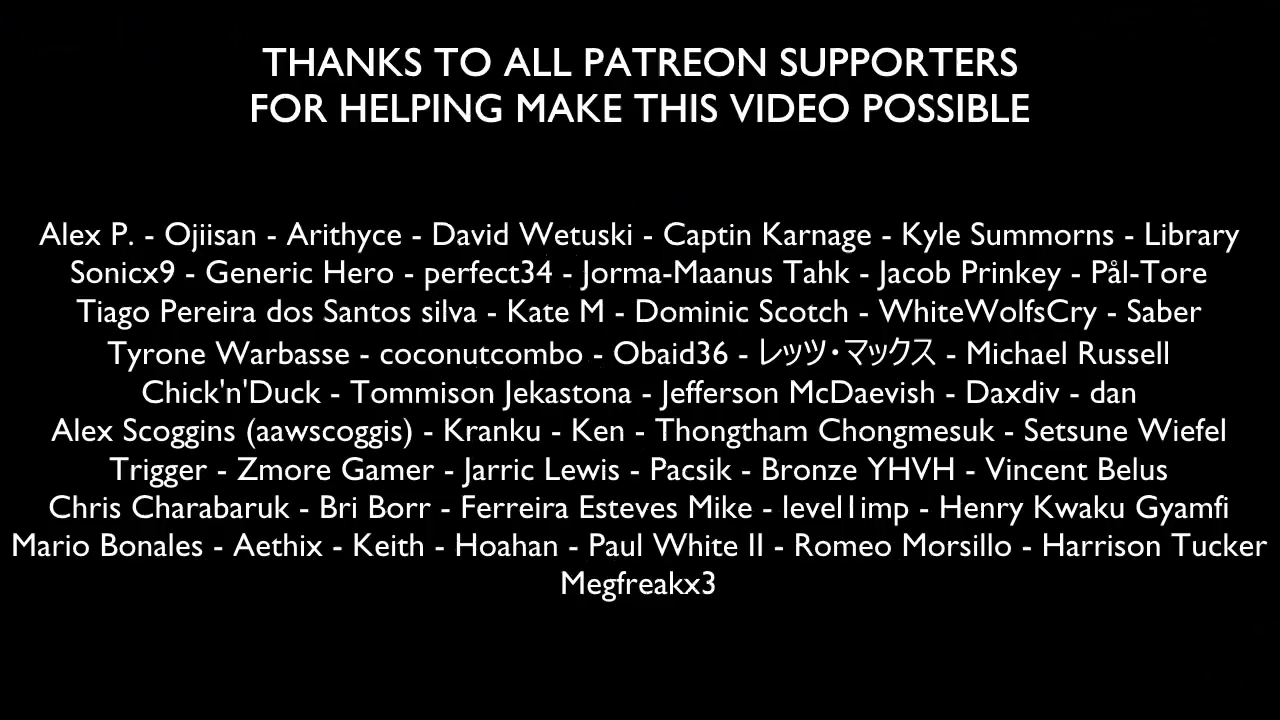 THANKS TO ALL PATREON SUPPORTERS
FOR HELPING MAKE THIS VIDEO POSSIBLE
Alex P. - Ojiisan - Arithyce - David Wetuski - Captin Karnage - Kyle Summorns - Library
Sonicx9 - Generic Hero - perfect34 - Jorma-Maanus Tahk - Jacob Prinkey - Pål-Tore
Tiago Pereira dos Santos silva - Kate M - Dominic Scotch - WhiteWolfsCry - Saber
Tyrone Warbasse - coconutcombo - Obaid36 - レッツ・マックス - Michael Russell
Chick'n'Duck - Tommison Jekastona - Jefferson McDaevish - Daxdiv - dan
Alex Scoggins (aawscoggis) - Kranku - Ken - Thongtham Chongmesuk - Setsune Wiefel
Trigger - Zmore Gamer - Jarric Lewis - Pacsik - Bronze YHVH - Vincent Belus
Chris Charabaruk - Bri Borr - Ferreira Esteves Mike - level1imp - Henry Kwaku Gyamfi
Mario Bonales - Aethix - Keith - Hoahan - Paul White II - Romeo Morsillo - Harrison Tucker
Megfreakx3